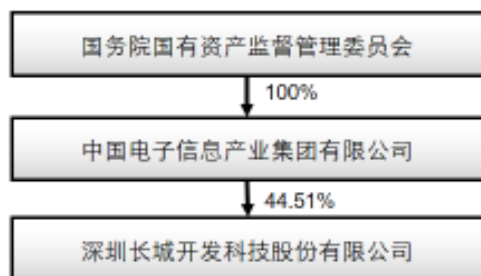 国务院国有资产监督管理委员会
100%
中国电子信息产业集团有限公司
44.51%
深圳长城开发科技股份有限公司